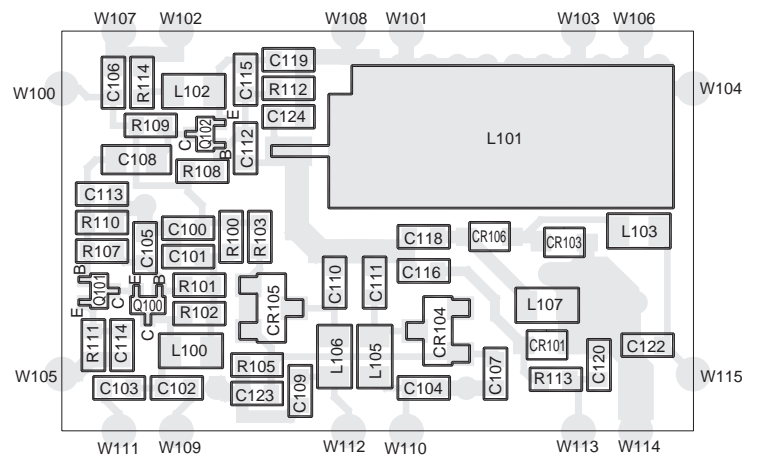 W107 W102 W108 W101 W103 W106
W100
C106
R114
L102
C115
C119
R112
C124
W104
L101
R109
C
Q102
E
B
C112
C108
R108
C113
R110
R107
C105
C100
C101
R100
R103
C118
CR106
CR103
L103
C116
B
Q101
E
C
E
B
Q100
C
R101
R102
CR105
C110
C111
L107
CR104
R111
C114
L100
L106
L105
CR101
C122
W105
R105
C109
C107
R113
C120
W115
C103
C102
C123
C104
W111 W109 W112 W110 W113 W114